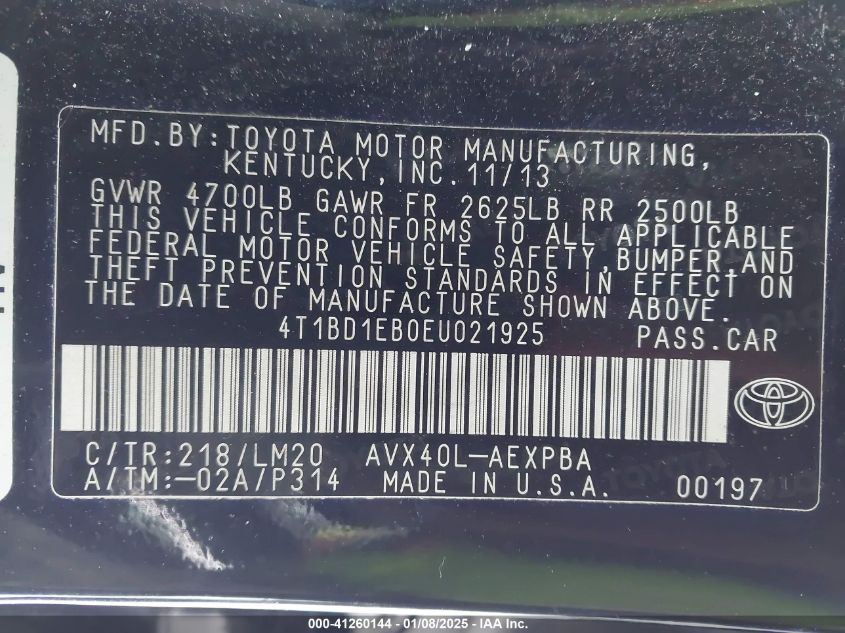 MFD.BY:TOYOTA MOTOR MANUFACTURING,
KENTUCKY,INC.11/13
GVWR 4700LB GAWR FR 2625LB RR 2500LB
THIS VEHICLE CONFORMS TO ALL APPLICABLE
FEDERAL MOTOR VEHICLE SAFETY,BUMPER,AND
THEFT PREVENTION STANDARDS IN EFFECT ON
THE DATE OF MANUFACTURE SHOWN ABOVE.
4T1BD1EB0EU021925 PASS.CAR
C/TR:218/LM20 AVX40L-AEXPBA
A/TM:-02A/P314 MADE IN U.S.A. 00197
000-41260144 - 01/08/2025 - IAA Inc.